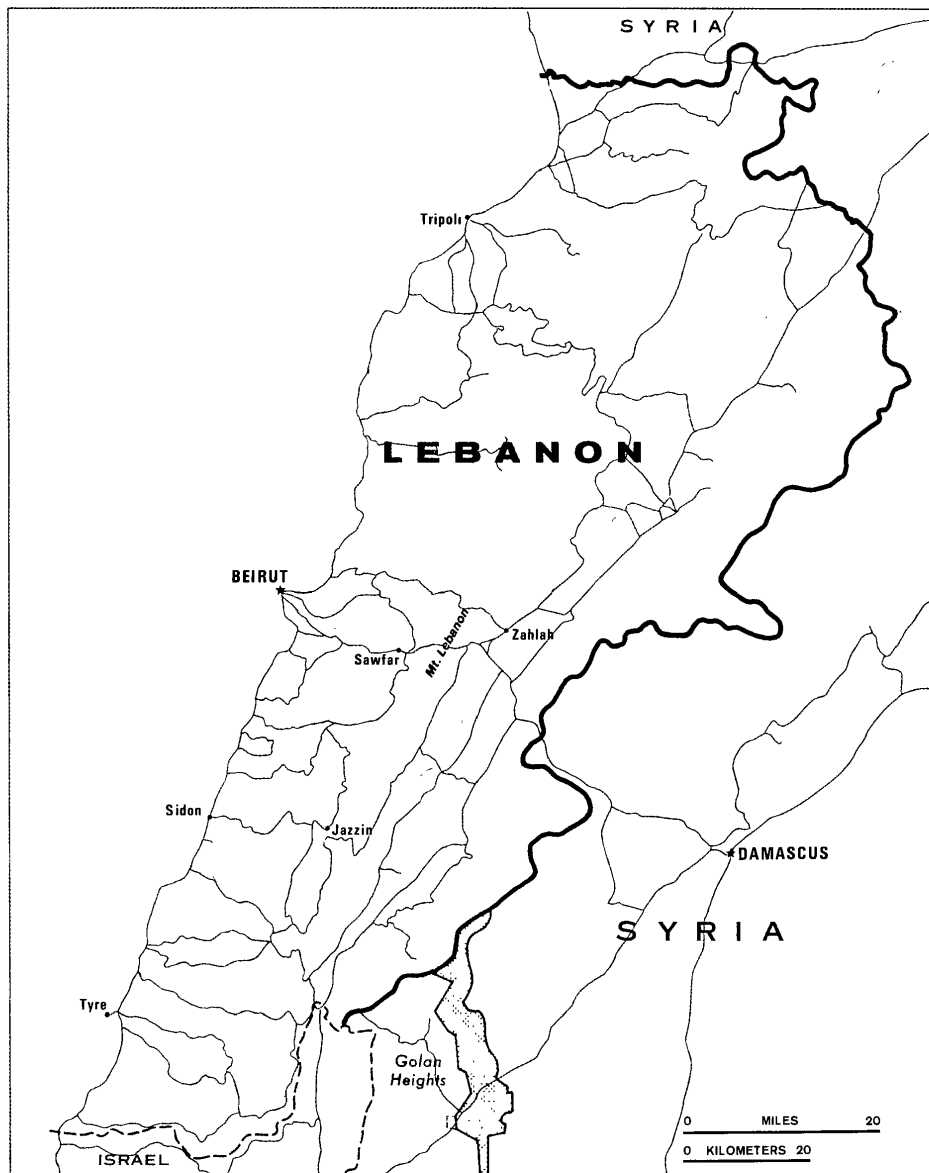 SYRIA
Tripoli
LEBANON
BEIRUT
Zahlah
Sawfar
Mt. Lebanon
Sidon
Jazzin
DAMASCUS
SYRIA
Tyre
Golan
Heights
ISRAEL
0 MILES 20
0 KILOMETERS 20